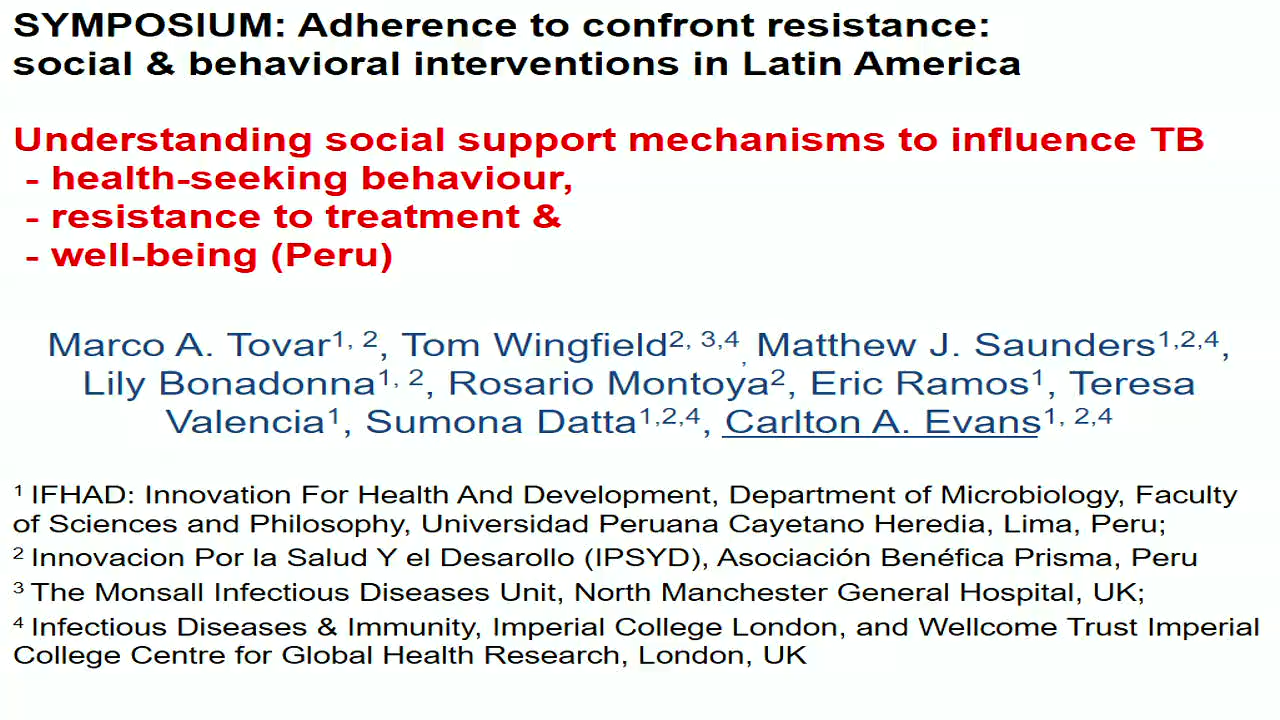 SYMPOSIUM: Adherence to confront resistance:
social & behavioral interventions in Latin America
Understanding social support mechanisms to influence TB
- health-seeking behaviour,
- resistance to treatment &
- well-being (Peru)
Marco A. Tovar1, 2, Tom Wingfield2, 3,4, Matthew J. Saunders1,2,4,
Lily Bonadonna1, 2, Rosario Montoya2, Eric Ramos1, Teresa
Valencia1, Sumona Datta1,2,4, Carlton A. Evans1, 2,4
1 IFHAD: Innovation For Health And Development, Department of Microbiology, Faculty
of Sciences and Philosophy, Universidad Peruana Cayetano Heredia, Lima, Peru;
2 Innovacion Por la Salud Y el Desarollo (IPSYD), Asociación Benéfica Prisma, Peru
3 The Monsall Infectious Diseases Unit, North Manchester General Hospital, UK;
4 Infectious Diseases & Immunity, Imperial College London, and Wellcome Trust Imperial
College Centre for Global Health Research, London, UK